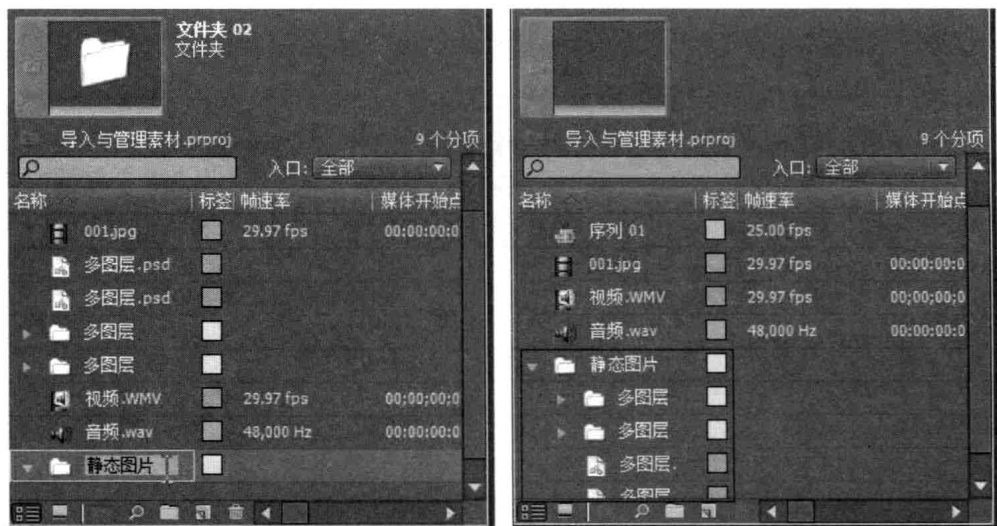 文件夹 02
文件夹
导入与管理素材.prproj 9 个分项
入口: 全部
名称 标签 帧速率 媒体开始点
001.jpg 29.97 fps 00:00:00:0
多图层.psd
多图层.psd
多图层
多图层
视频.WMV 29.97 fps 00;00;00;0
音频.wav 48,000 Hz 00:00:00:0
静态图片
导入与管理素材.prproj 9 个分项
入口: 全部
名称 标签 帧速率 媒体开始点
序列 01 25.00 fps
001.jpg 29.97 fps 00:00:00:0
视频.WMV 29.97 fps 00;00;00;0
音频.wav 48,000 Hz 00:00:00:0
静态图片
多图层
多图层
多图层.
多图层